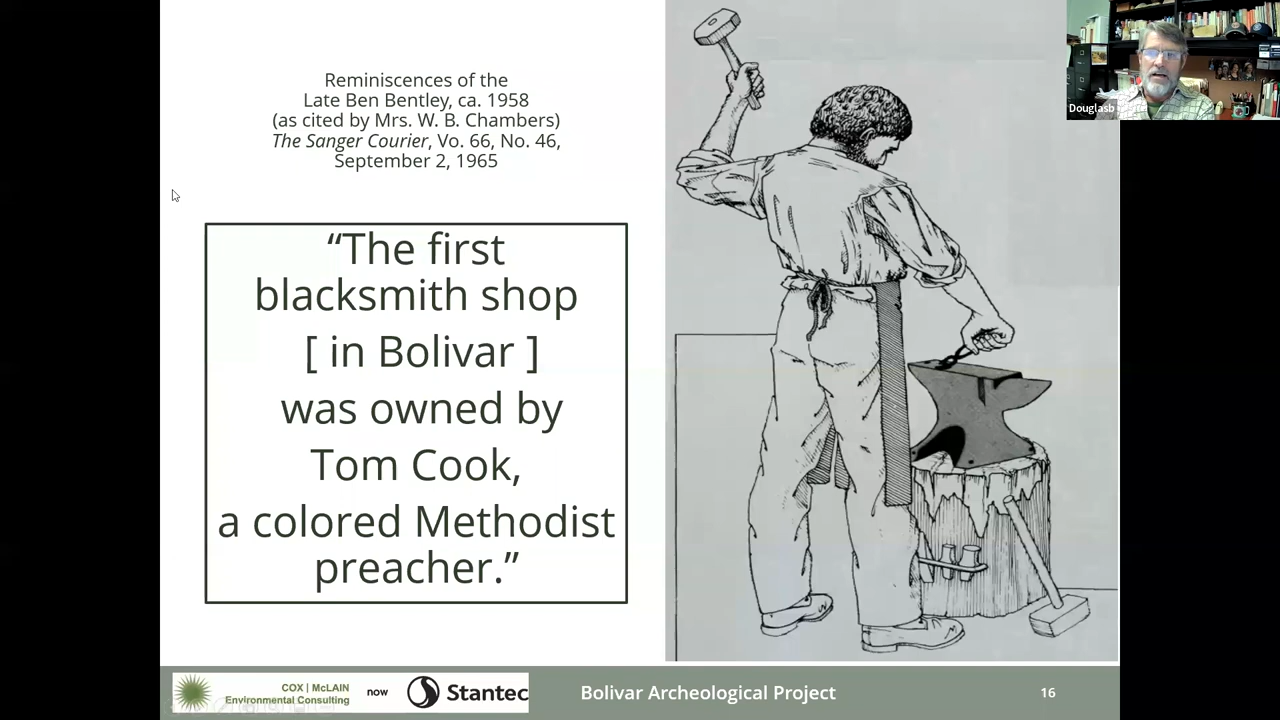 Reminiscences of the
Late Ben Bentley, ca. 1958
(as cited by Mrs. W. B. Chambers)
The Sanger Courier, Vo. 66, No. 46,
September 2, 1965
“The first
blacksmith shop
[ in Bolivar ]
was owned by
Tom Cook,
a colored Methodist
preacher.”
Douglasb
COX | McLAIN
Environmental Consulting
now
Stantec
Bolivar Archeological Project
16